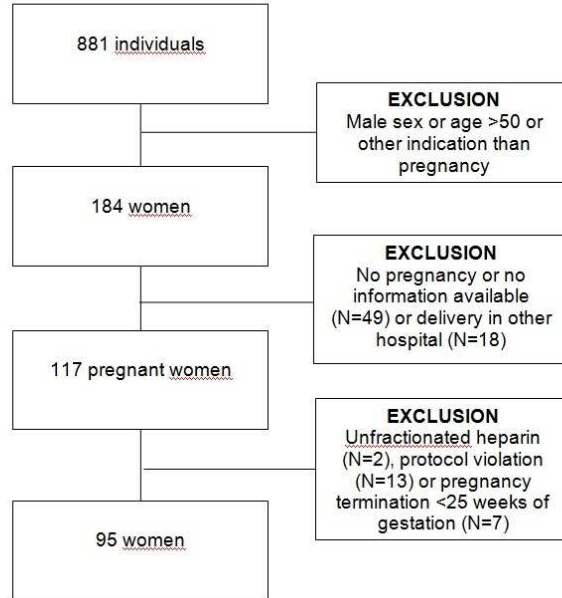 881 individuals
EXCLUSION
Male sex or age >50 or
other indication than
pregnancy
184 women
EXCLUSION
No pregnancy or no
information available
(N=49) or delivery in other
hospital (N=18)
117 pregnant women
EXCLUSION
Unfractionated heparin
(N=2), protocol violation
(N=13) or pregnancy
termination <25 weeks of
gestation (N=7)
95 women